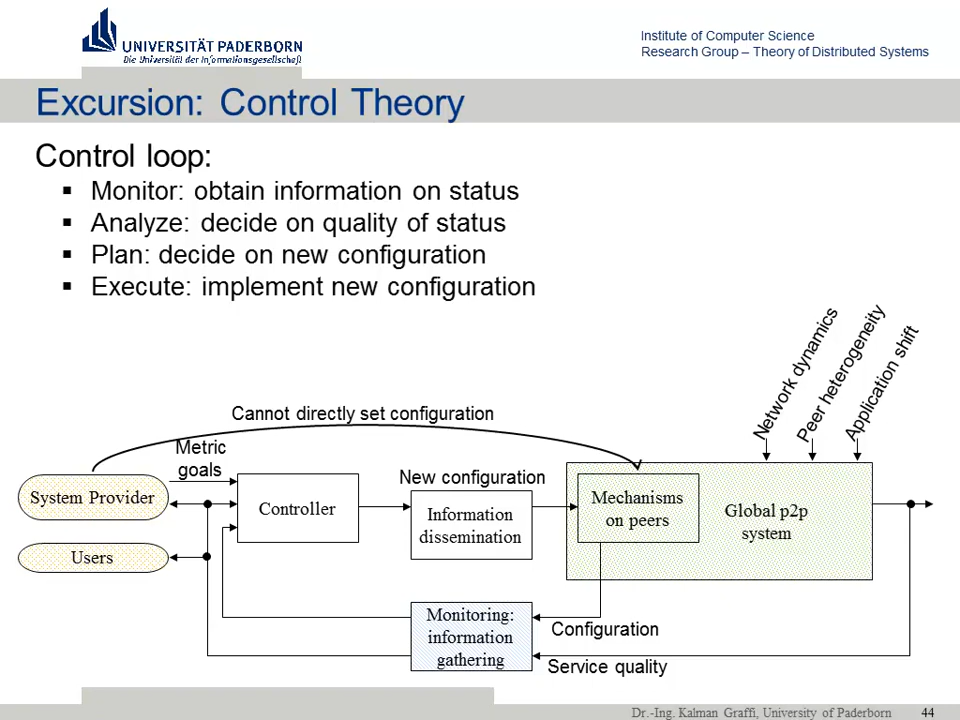 UNIVERSITÄT PADERBORN
Die Universität der Informationsgesellschaft
Institute of Computer Science
Research Group – Theory of Distributed Systems
Excursion: Control Theory
Control loop:
▪ Monitor: obtain information on status
▪ Analyze: decide on quality of status
▪ Plan: decide on new configuration
▪ Execute: implement new configuration
Network dynamics
Peer heterogeneity
Application shift
Cannot directly set configuration
Metric
goals
System Provider
Users
Controller
New configuration
Information
dissemination
Mechanisms
on peers
Global p2p
system
Monitoring:
information
gathering
Configuration
Service quality
Dr.-Ing. Kalman Graffi, University of Paderborn
44